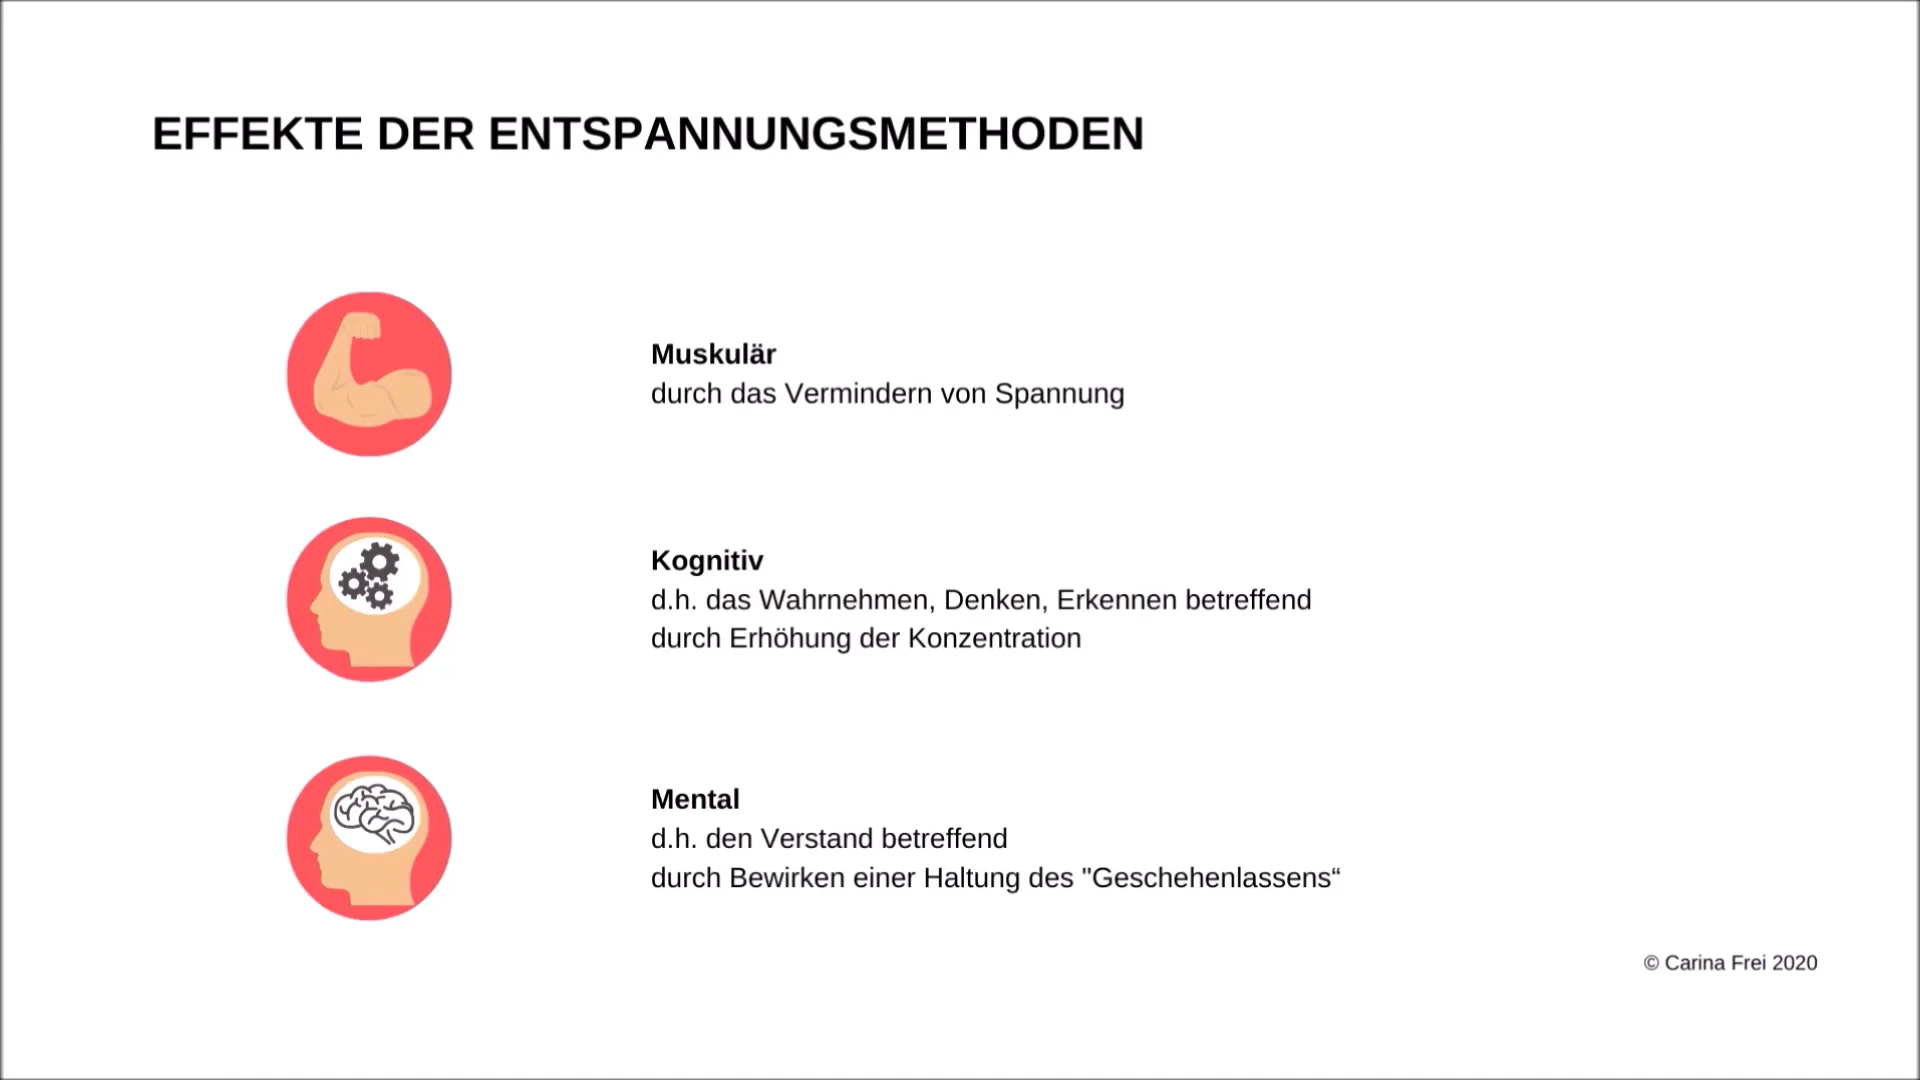 EFFEKTE DER ENTSPANNUNGSMETHODEN
Muskulär
durch das Vermindern von Spannung
Kognitiv
d.h. das Wahrnehmen, Denken, Erkennen betreffend
durch Erhöhung der Konzentration
Mental
d.h. den Verstand betreffend
durch Bewirken einer Haltung des "Geschehenlassens“
© Carina Frei 2020